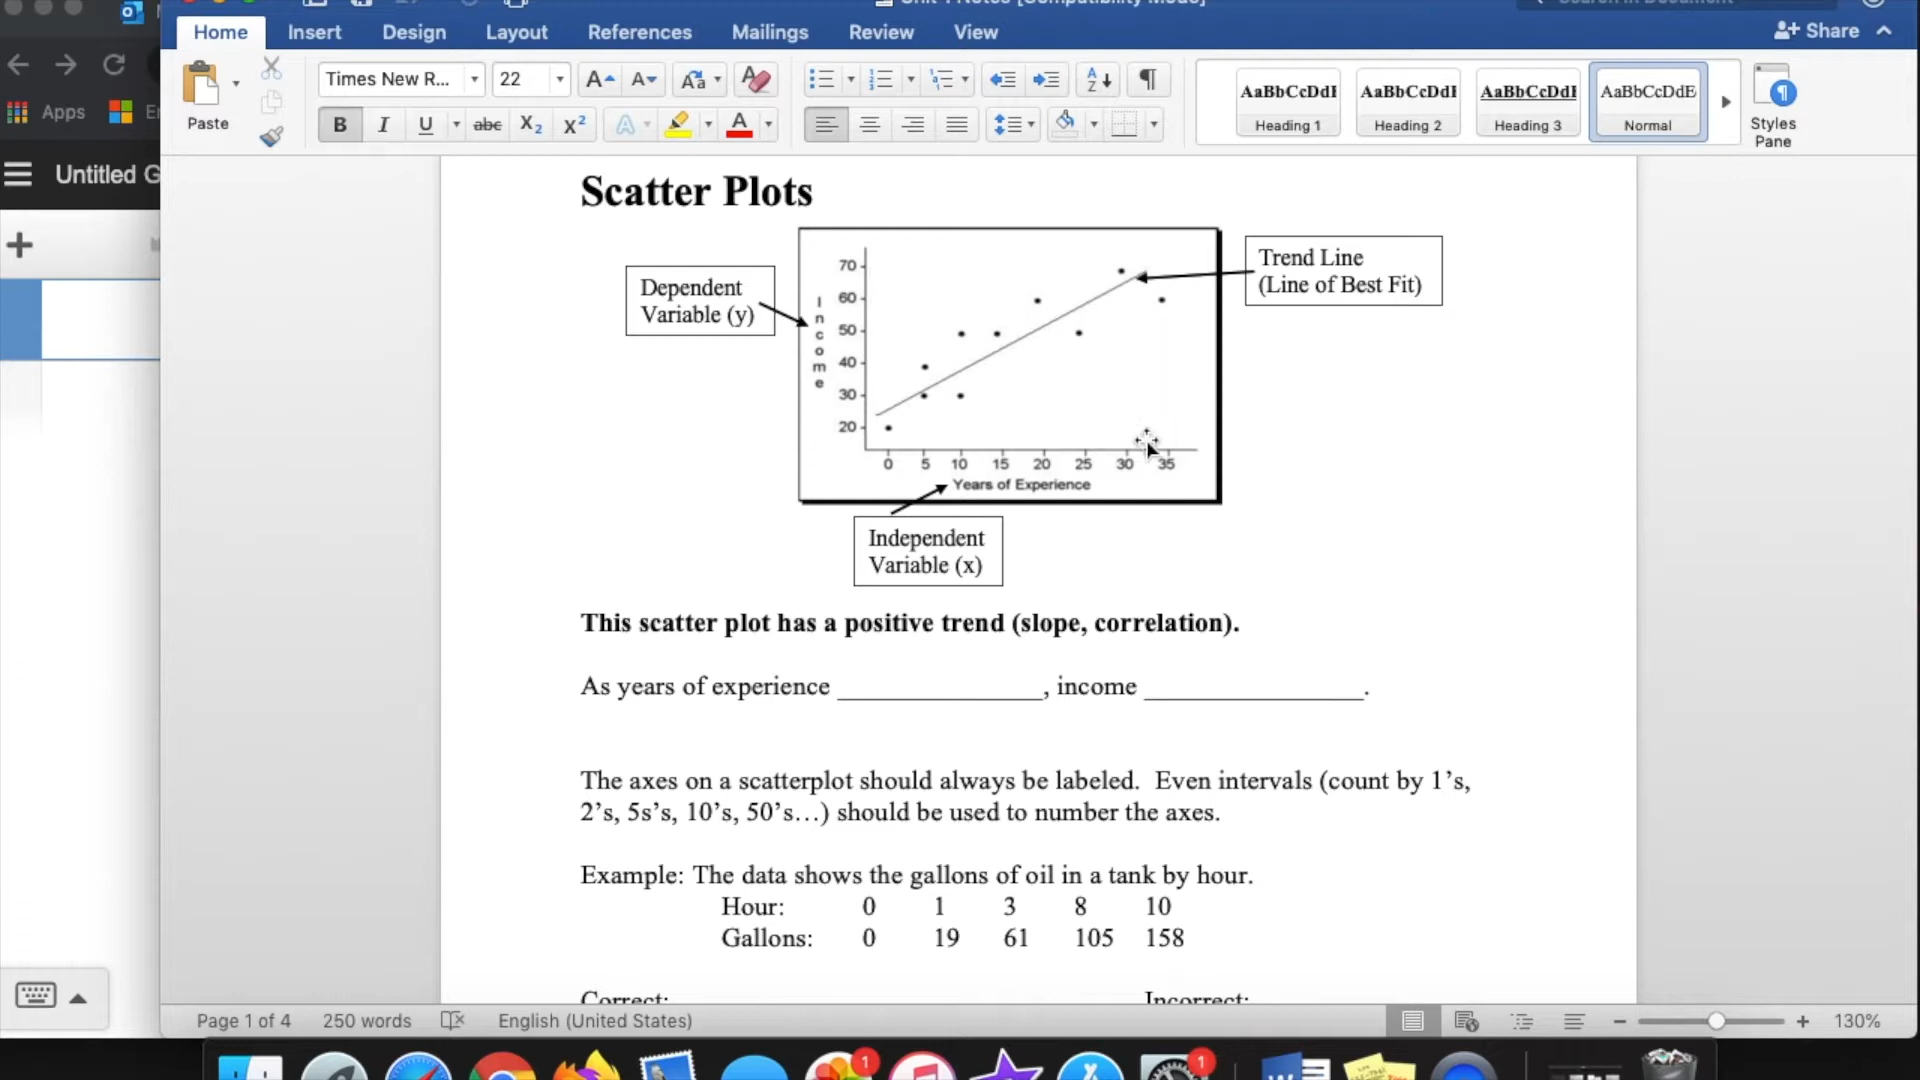 Home Insert Design Layout References Mailings Review View Share
Apps
Times New R... 22
Paste
AaBbCcDdE AaBbCcDdE AaBbCcDdE AaBbCcDdE
Heading 1 Heading 2 Heading 3 Normal
Styles
Pane
Untitled G
Scatter Plots
Dependent
Variable (y)
Trend Line
(Line of Best Fit)
Income
70
60
50
40
30
20
0 5 10 15 20 25 30 35
Years of Experience
Independent
Variable (x)
This scatter plot has a positive trend (slope, correlation).
As years of experience ________________, income _________________.
The axes on a scatterplot should always be labeled. Even intervals (count by 1’s,
2’s, 5s’s, 10’s, 50’s…) should be used to number the axes.
Example: The data shows the gallons of oil in a tank by hour.
Hour: 0 1 3 8 10
Gallons: 0 19 61 105 158
Correct: Incorrect:
Page 1 of 4 250 words English (United States) 130%
1 1